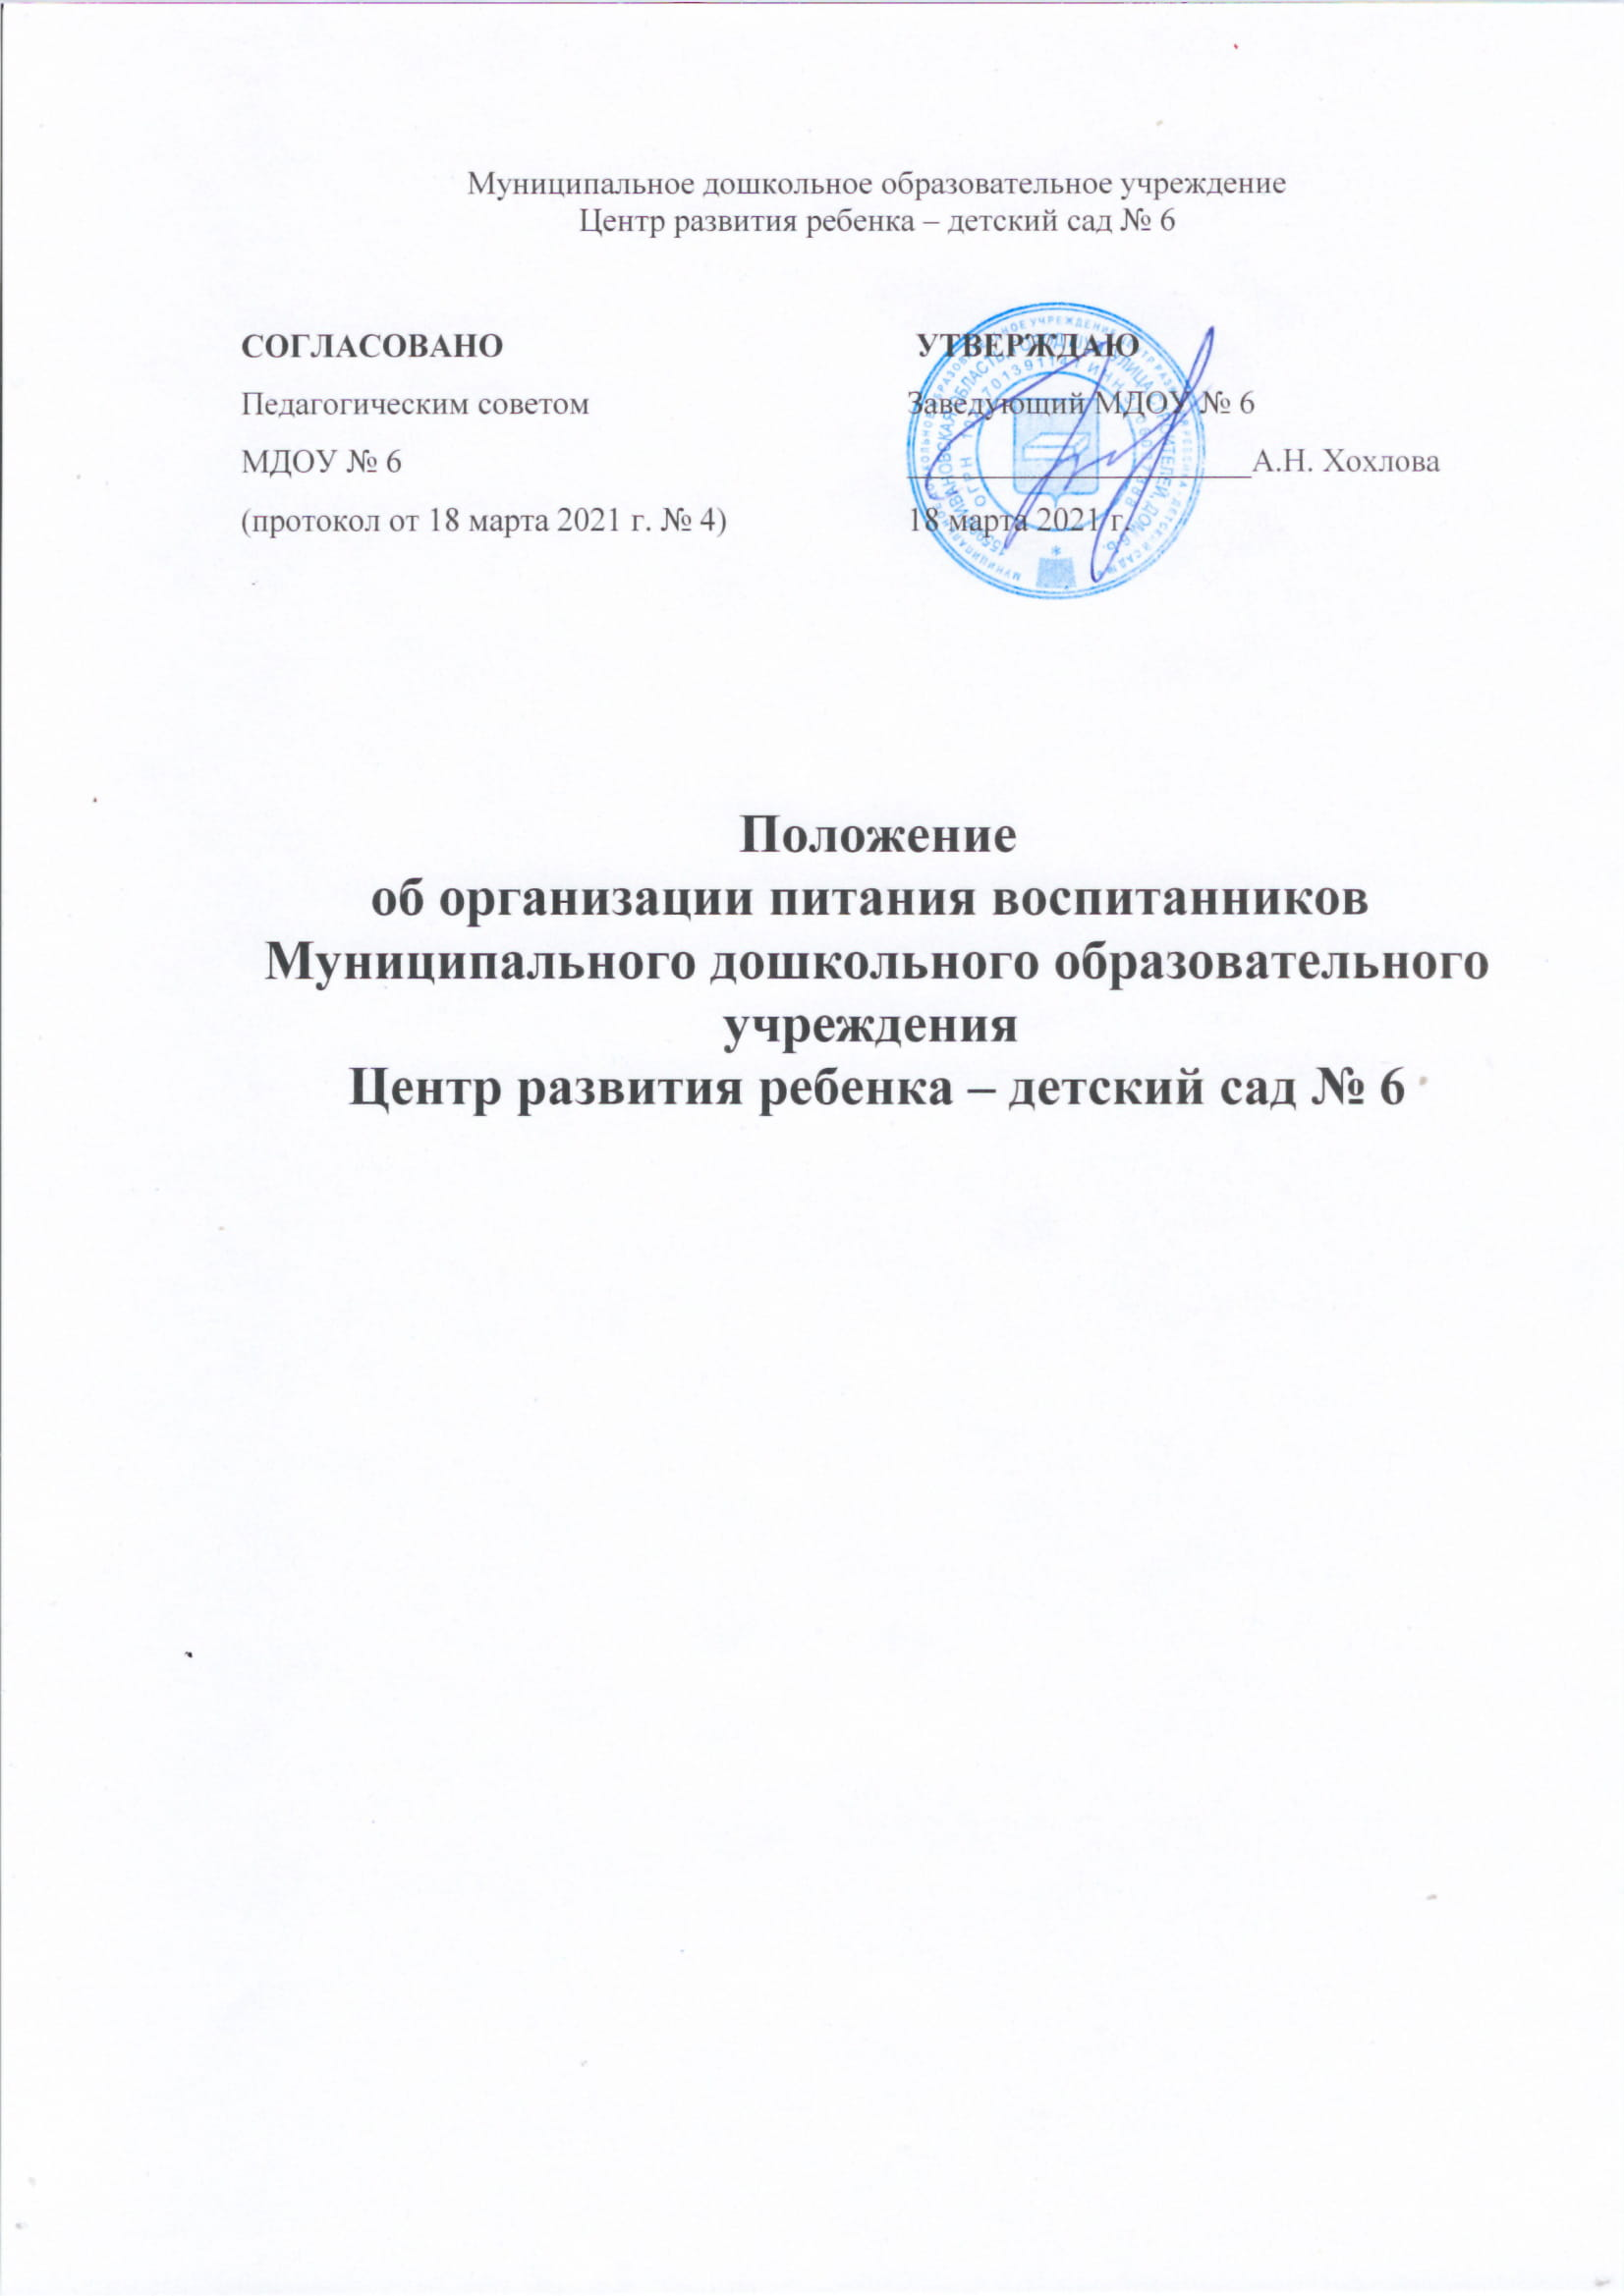 Муниципальное дошкольное образовательное учреждение
Центр развития ребенка – детский сад № 6
СОГЛАСОВАНО
Педагогическим советом
МДОУ № 6
(протокол от 18 марта 2021 г. № 4)
УТВЕРЖДАЮ
Заведующий МДОУ № 6
А.Н. Хохлова
18 марта 2021 г.
Положение
об организации питания воспитанников
Муниципального дошкольного образовательного
учреждения
Центр развития ребенка – детский сад № 6